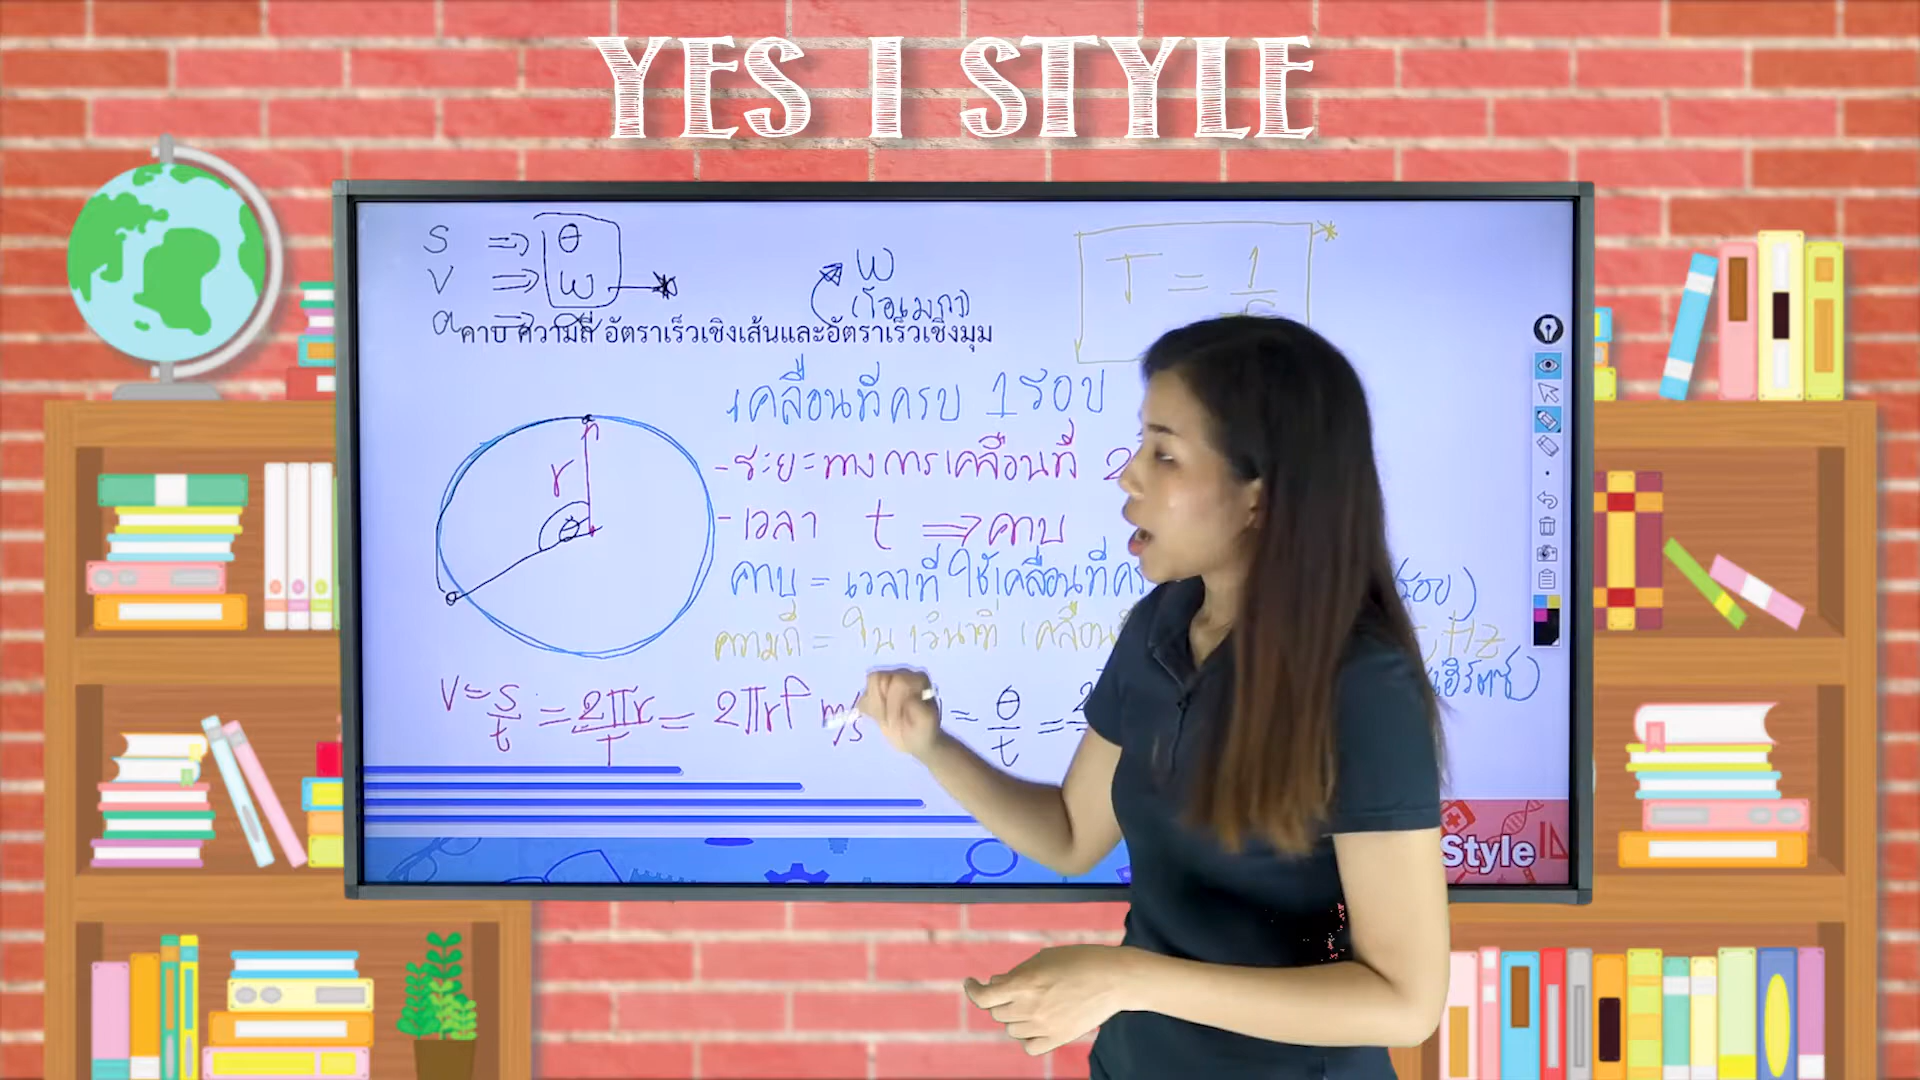 YES I STYLE
S ⇒ θ
V ⇒ ω
a ⇒
ω
(โอเมกา)
T = 1
คาบ ความถี่ อัตราเร็วเชิงเส้นและอัตราเร็วเชิงมุม
เคลื่อนที่ครบ 1 รอบ
r
- ระยะทางการเคลื่อนที่ 2
θ
- เวลา t ⇒ คาบ
คาบ = เวลาที่ใช้เคลื่อนที่คร รอบ)
ความถี่ = ใน 1 วินาที เคลื่อนที่ , Hz
V = s/t = 2πr/T = 2πrf m/s = θ/t = 2
Style